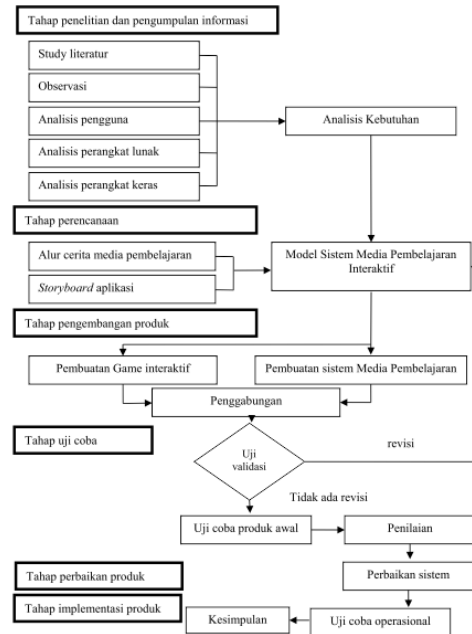 Tahap penelitian dan pengumpulan informasi
Study literatur
Observasi
Analisis pengguna
Analisis Kebutuhan
Analisis perangkat lunak
Analisis perangkat keras
Tahap perencanaan
Alur cerita media pembelajaran
Model Sistem Media Pembelajaran
Interaktif
Storyboard aplikasi
Tahap pengembangan produk
Pembuatan Game interaktif
Pembuatan sistem Media Pembelajaran
Penggabungan
Tahap uji coba
Uji
validasi
revisi
Tidak ada revisi
Uji coba produk awal
Penilaian
Tahap perbaikan produk
Perbaikan sistem
Tahap implementasi produk
Kesimpulan
Uji coba operasional